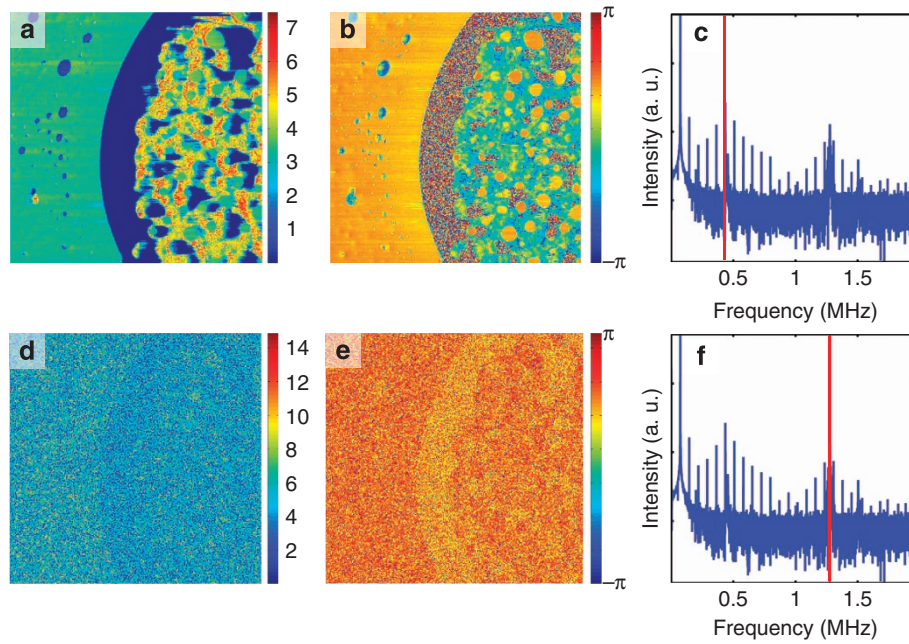 a
7
6
5
4
3
2
1
b
π
−π
c
Intensity (a. u.)
0.5 1 1.5
Frequency (MHz)
d
14
12
10
8
6
4
2
e
π
−π
f
Intensity (a. u.)
0.5 1 1.5
Frequency (MHz)